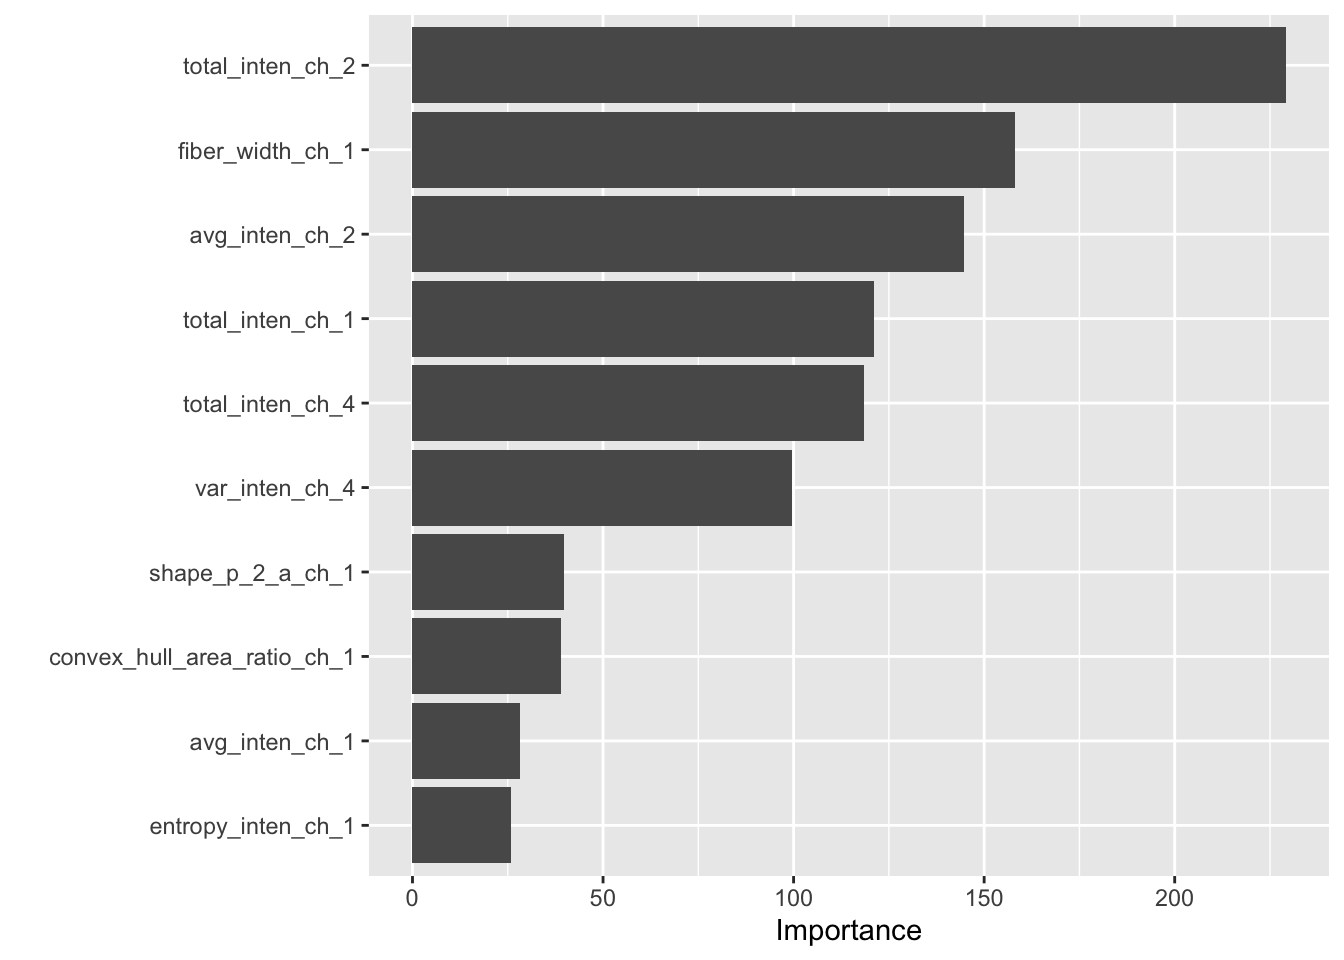 total_inten_ch_2
fiber_width_ch_1
avg_inten_ch_2
total_inten_ch_1
total_inten_ch_4
var_inten_ch_4
shape_p_2_a_ch_1
convex_hull_area_ratio_ch_1
avg_inten_ch_1
entropy_inten_ch_1
0 50 100 150 200
Importance